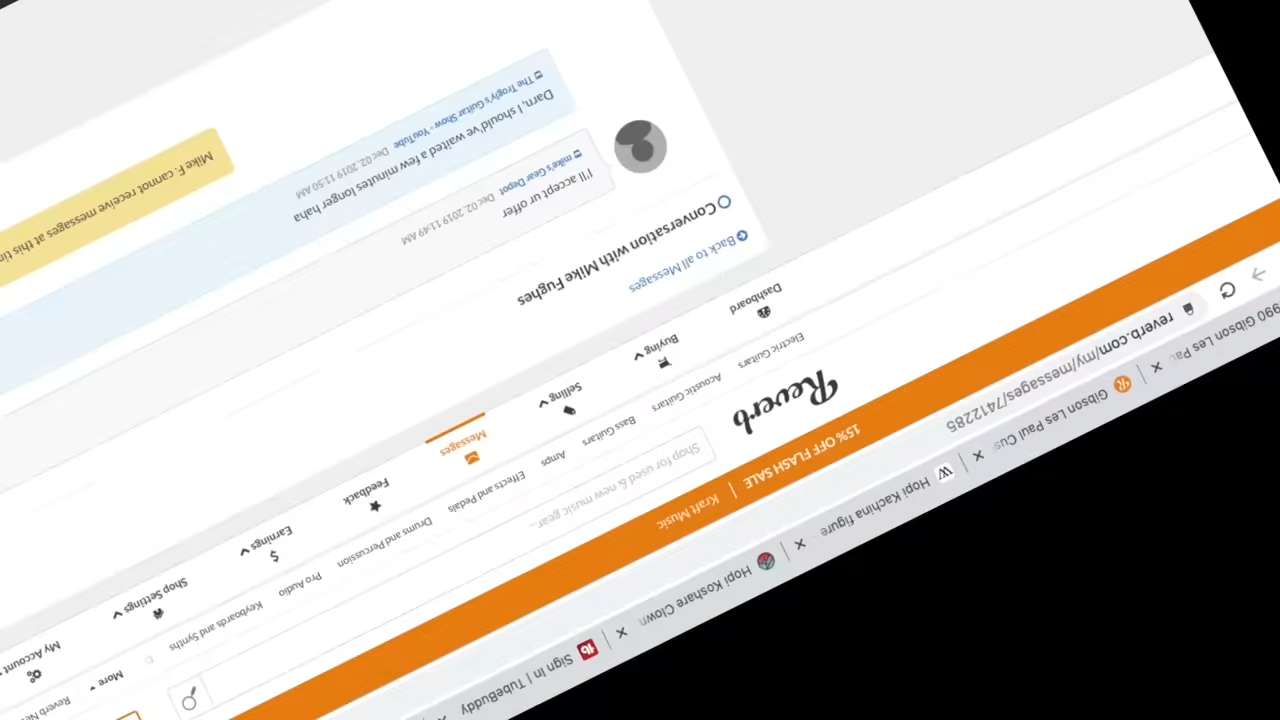 990 Gibson Les Pau
Gibson Les Paul Cus
Hopi Kachina figure
Hopi Koshare Clown
Sign In | TubeBuddy
reverb.com/my/messages/7412285
15% OFF FLASH SALE | Kraft Music
Reverb
Shop for used & new music gear...
Electric Guitars
Acoustic Guitars
Bass Guitars
Amps
Effects and Pedals
Drums and Percussion
Pro Audio
Keyboards and Synths
More
Reverb Ne
Dashboard
Buying
Selling
Messages
Feedback
Earnings
Shop Settings
My Account
Back to all Messages
Conversation with Mike Fughes
I'll accept ur offer
mike's Gear Depot Dec 02, 2019 11:49 AM
Darn, I should've waited a few minutes longer haha
The Trogly's Guitar Show - YouTube Dec 02, 2019 11:50 AM
Mike F. cannot receive messages at this tim